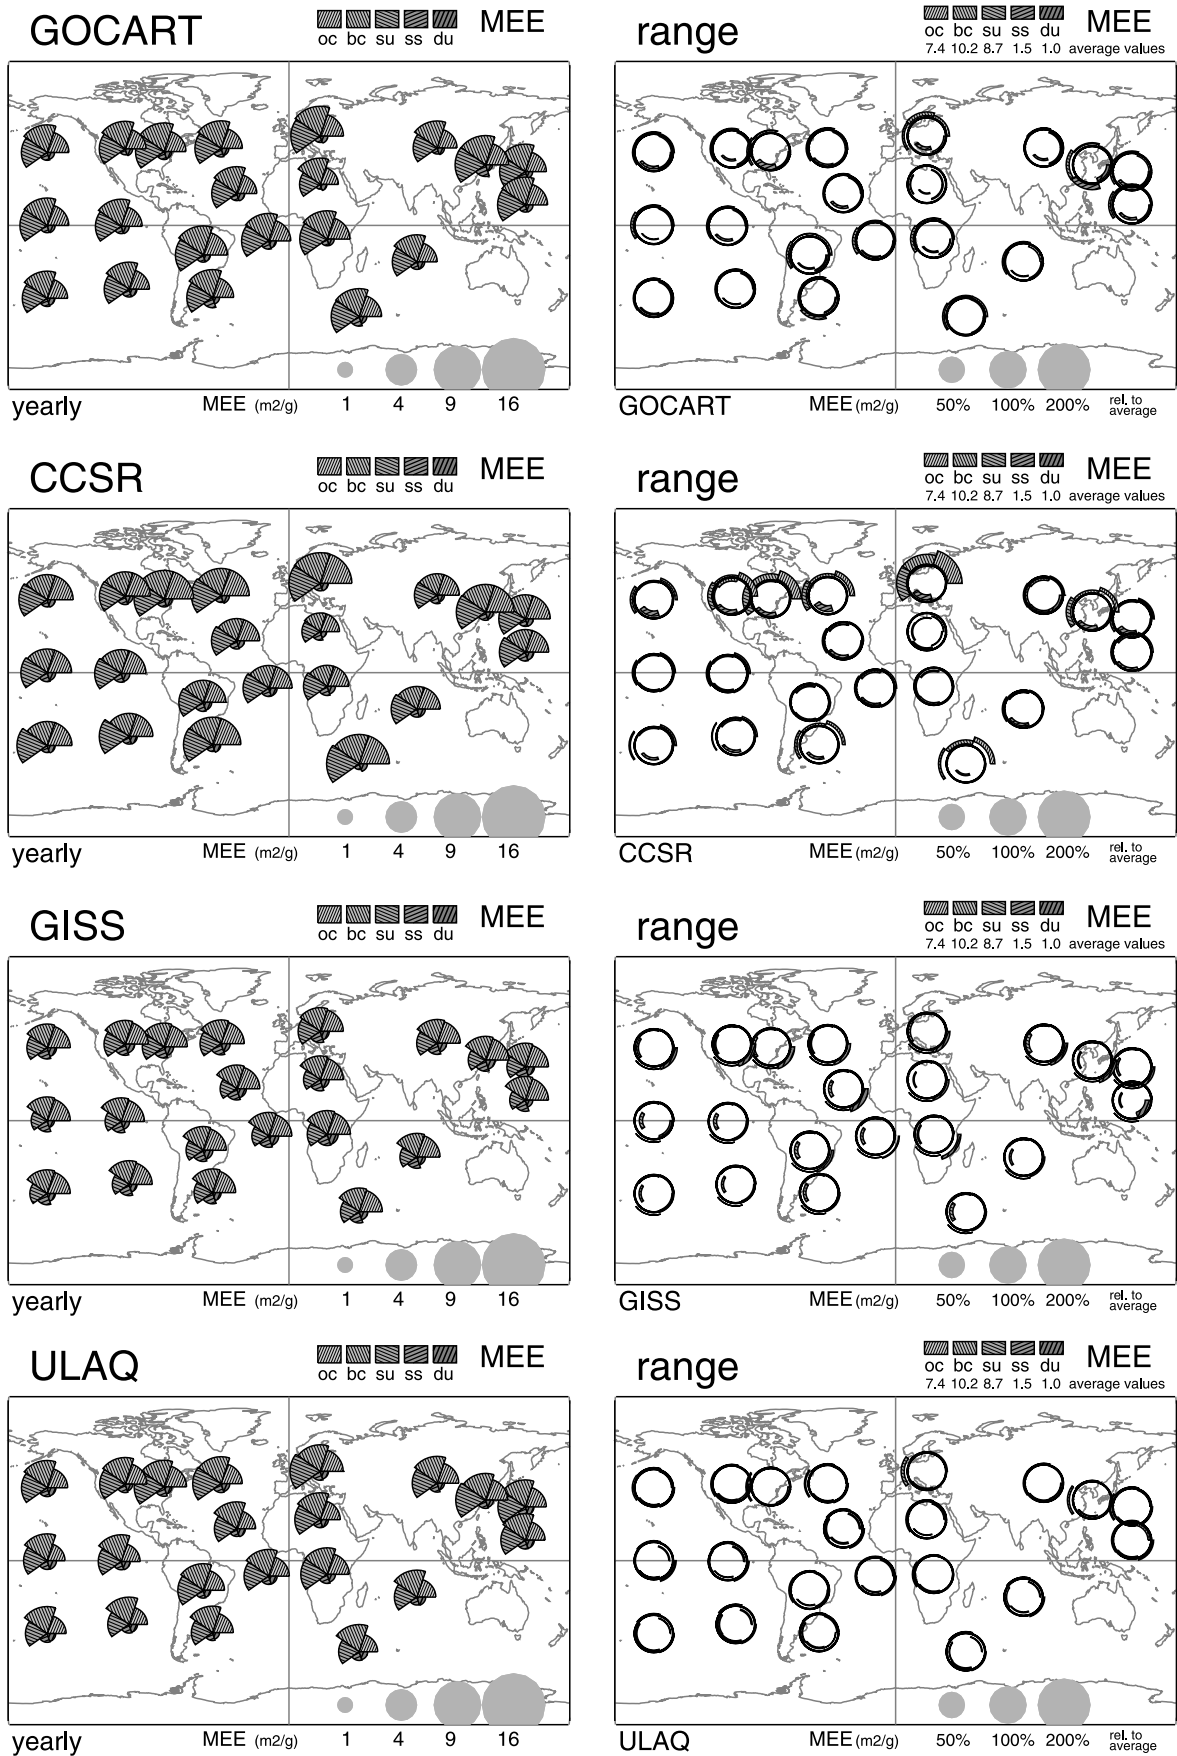 GOCART
oc bc su ss du
MEE
range
oc bc su ss du
7.4 10.2 8.7 1.5 1.0 average values
MEE
yearly
MEE (m2/g) 1 4 9 16
GOCART
MEE (m2/g) 50% 100% 200% rel. to
average
CCSR
oc bc su ss du
MEE
range
oc bc su ss du
7.4 10.2 8.7 1.5 1.0 average values
MEE
yearly
MEE (m2/g) 1 4 9 16
CCSR
MEE (m2/g) 50% 100% 200% rel. to
average
GISS
oc bc su ss du
MEE
range
oc bc su ss du
7.4 10.2 8.7 1.5 1.0 average values
MEE
yearly
MEE (m2/g) 1 4 9 16
GISS
MEE (m2/g) 50% 100% 200% rel. to
average
ULAQ
oc bc su ss du
MEE
range
oc bc su ss du
7.4 10.2 8.7 1.5 1.0 average values
MEE
yearly
MEE (m2/g) 1 4 9 16
ULAQ
MEE (m2/g) 50% 100% 200% rel. to
average